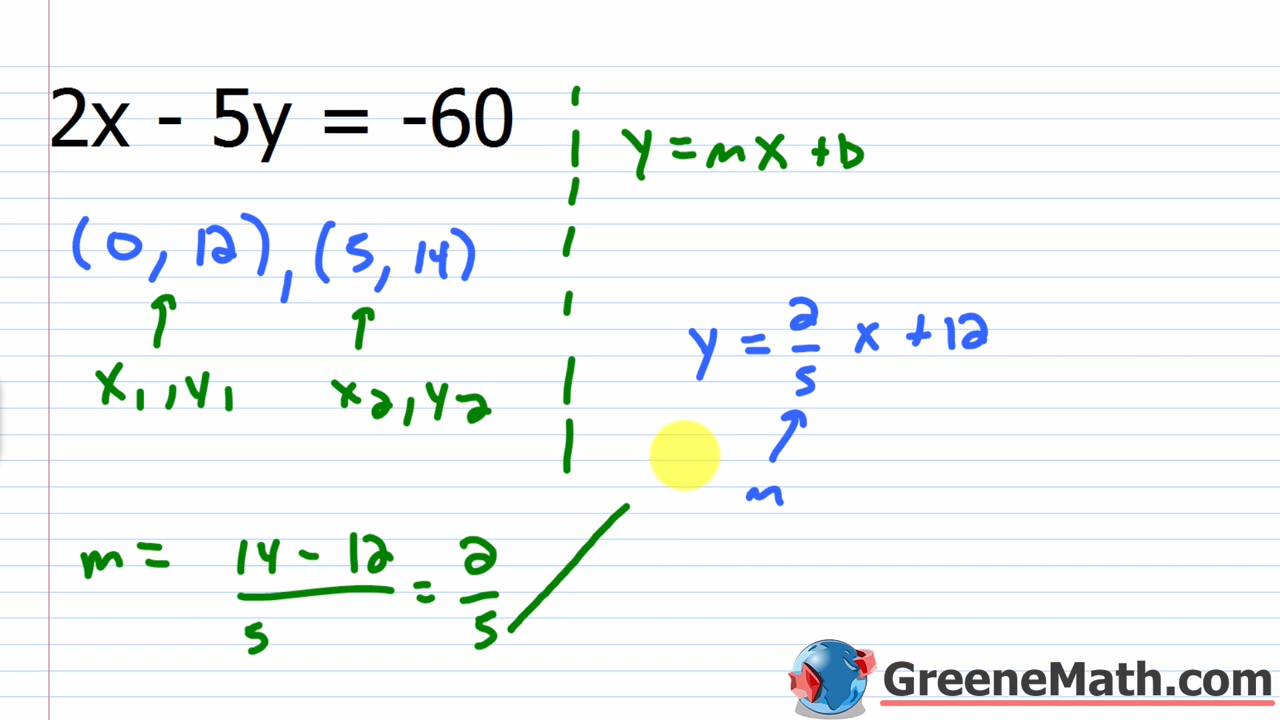 2x - 5y = -60
y = mx + b
(0, 12), (5, 14)
x₁, y₁ x₂, y₂
y = 2/5 x + 12
m
m = 14 - 12 / 5 = 2/5
GreeneMath.com